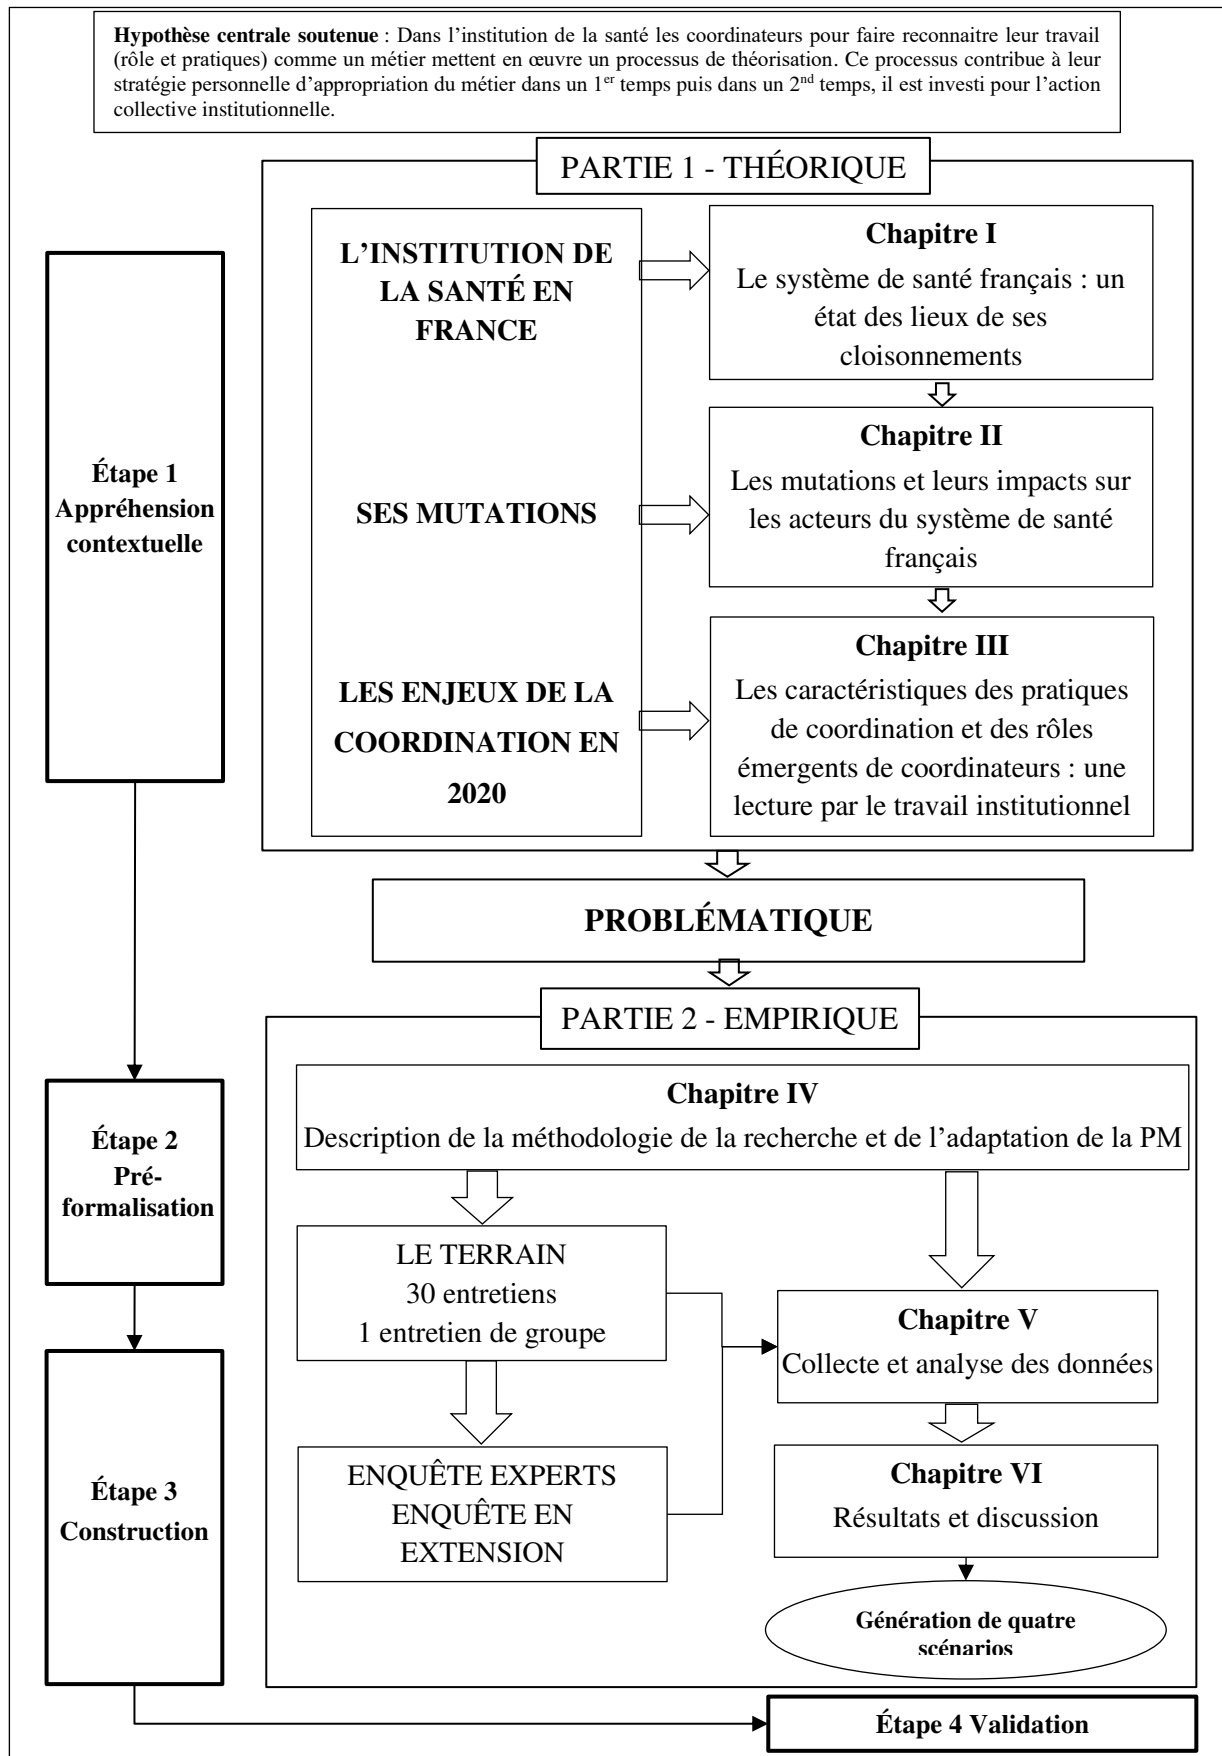 Hypothèse centrale soutenue : Dans l’institution de la santé les coordinateurs pour faire reconnaitre leur travail
(rôle et pratiques) comme un métier mettent en œuvre un processus de théorisation. Ce processus contribue à leur
stratégie personnelle d’appropriation du métier dans un 1er temps puis dans un 2nd temps, il est investi pour l’action
collective institutionnelle.
PARTIE 1 - THÉORIQUE
L’INSTITUTION DE
LA SANTÉ EN
FRANCE
Chapitre I
Le système de santé français : un
état des lieux de ses
cloisonnements
Étape 1
Appréhension
contextuelle
SES MUTATIONS
Chapitre II
Les mutations et leurs impacts sur
les acteurs du système de santé
français
LES ENJEUX DE LA
COORDINATION EN
2020
Chapitre III
Les caractéristiques des pratiques
de coordination et des rôles
émergents de coordinateurs : une
lecture par le travail institutionnel
PROBLÉMATIQUE
PARTIE 2 - EMPIRIQUE
Étape 2
Pré-
formalisation
Chapitre IV
Description de la méthodologie de la recherche et de l’adaptation de la PM
LE TERRAIN
30 entretiens
1 entretien de groupe
Chapitre V
Collecte et analyse des données
Étape 3
Construction
ENQUÊTE EXPERTS
ENQUÊTE EN
EXTENSION
Chapitre VI
Résultats et discussion
Génération de quatre
scénarios
Étape 4 Validation